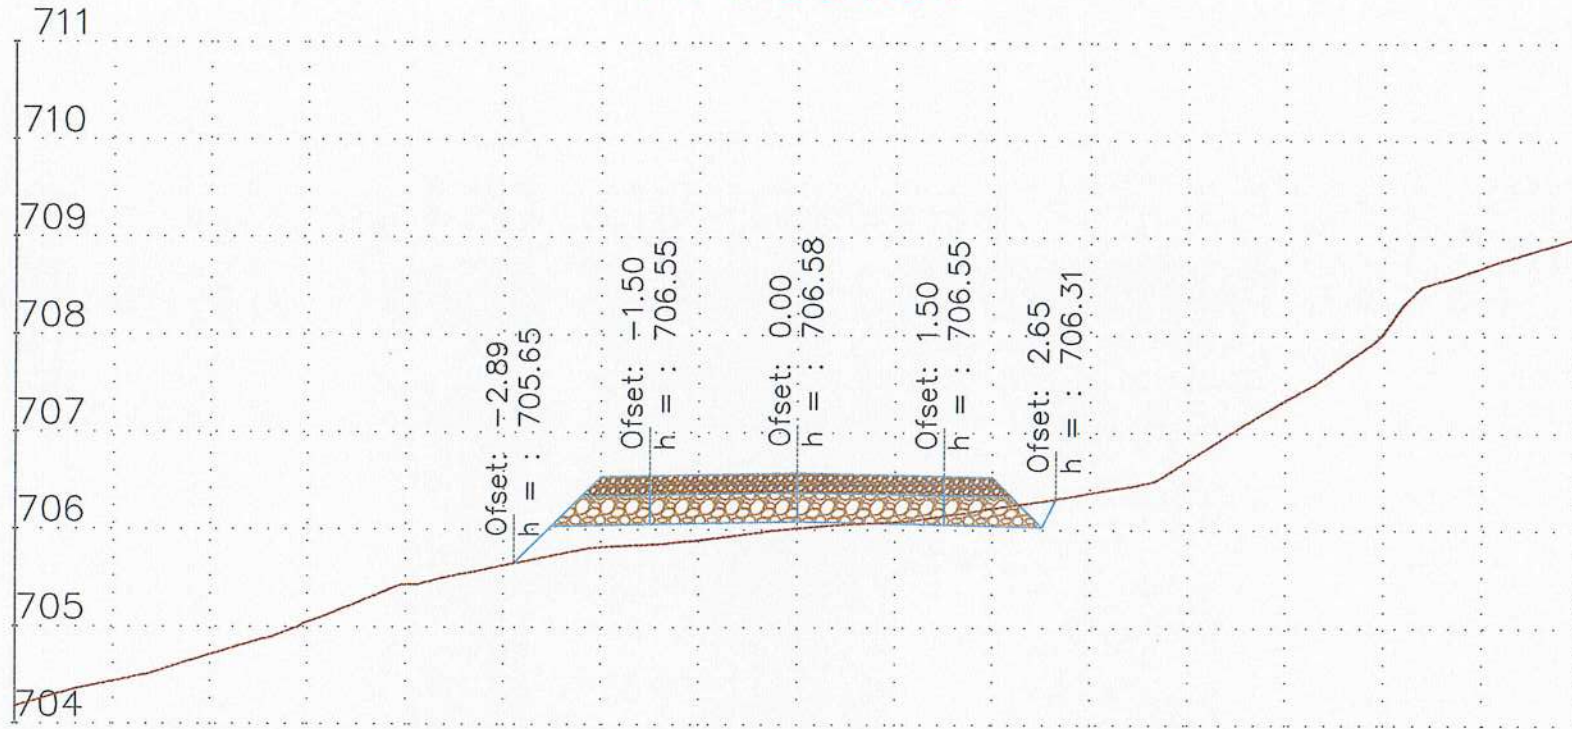 711
710
709
708
707
706
705
704
Ofset: -2.89
h = : 705.65
Ofset: -1.50
h = : 706.55
Ofset: 0.00
h = : 706.58
Ofset: 1.50
h = : 706.55
Ofset: 2.65
h = : 706.31